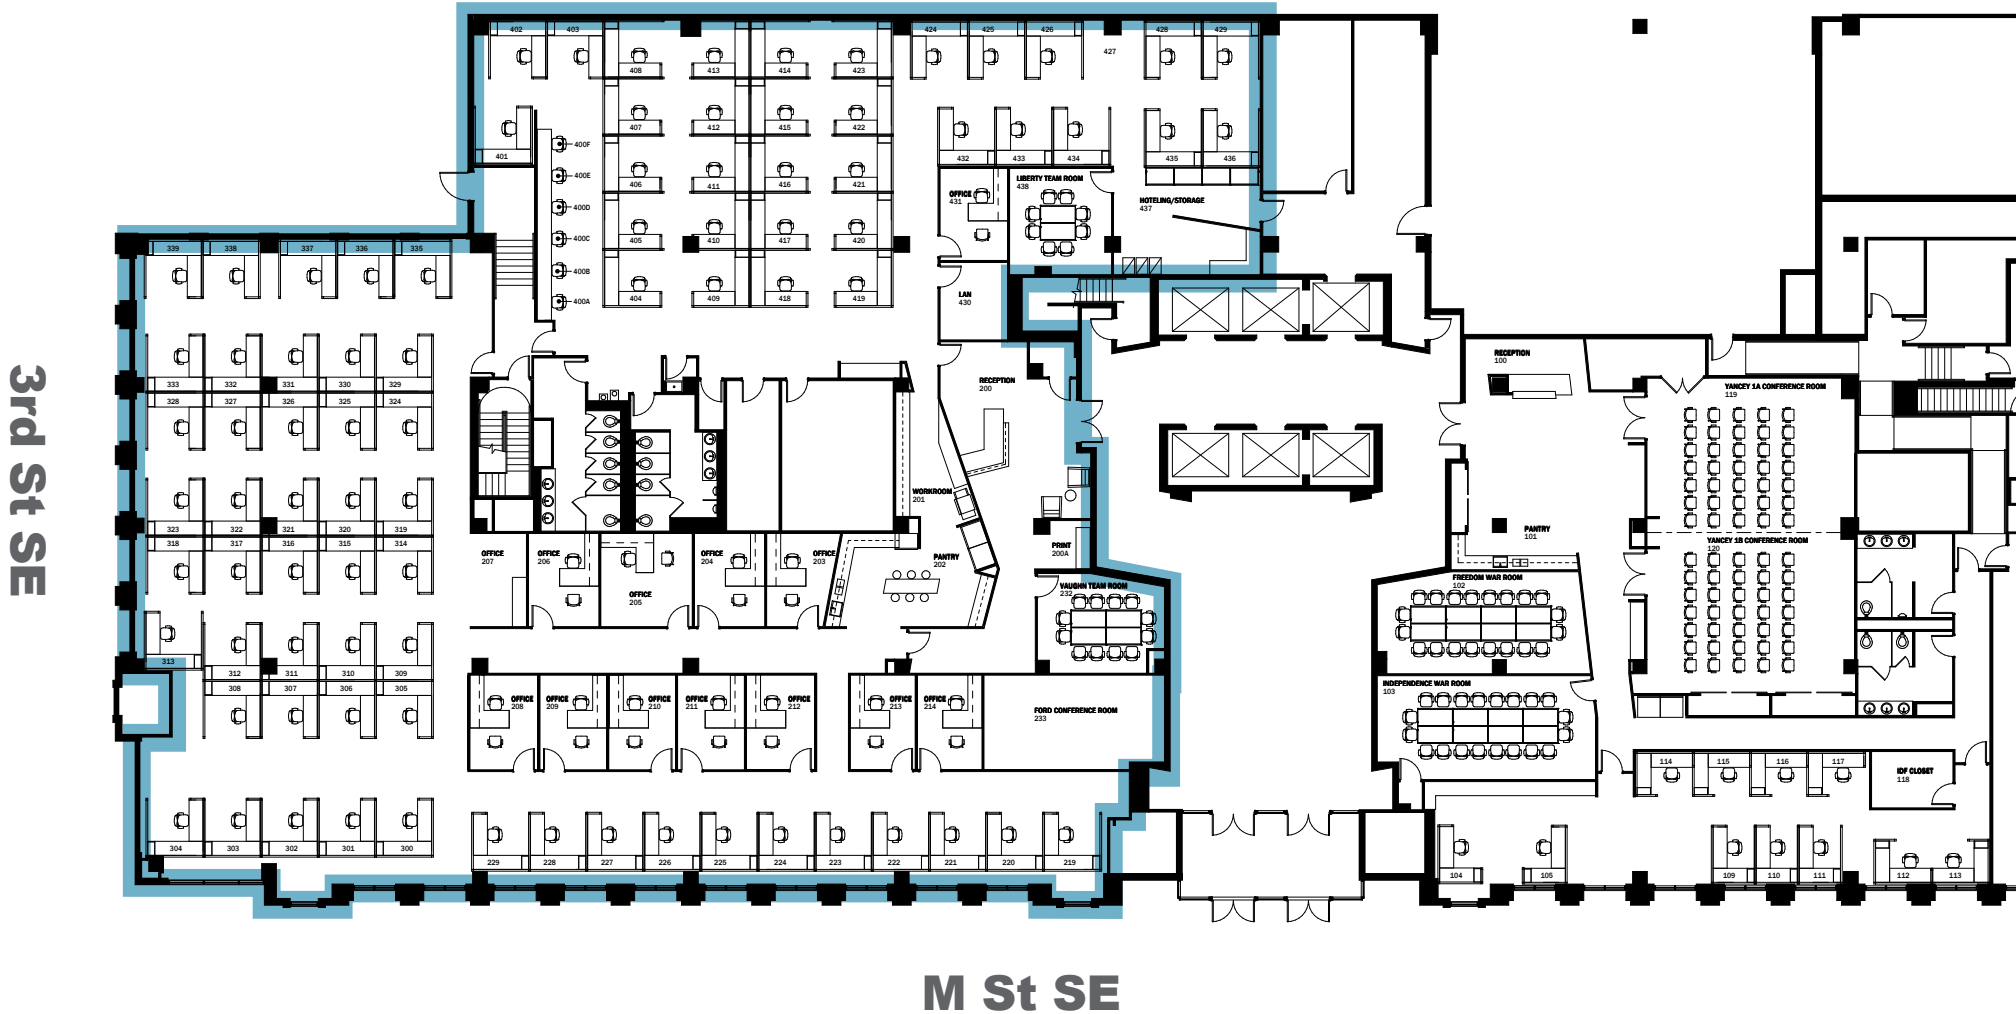 402 403 424 425 426 428 429
427
408 413 414 423
407 412 415 422
400F
401 432 433 434 435 436
400E
406 411 416 421
LIBERTY TEAM ROOM
438
OFFICE
431
HOTELING/STORAGE
437
400D
400C
405 410 417 420
339 338 337 336 335
400B
404 409 418 419
400A
LAN
430
333 332 331 330 329
328 327 326 325 324
RECEPTION
200
RECEPTION
100
YANCEY 1A CONFERENCE ROOM
119
3rd St SE
WORKROOM
201
323 322 321 320 319
318 317 316 315 314
PANTRY
101
YANCEY 1B CONFERENCE ROOM
120
OFFICE
207
OFFICE
206
OFFICE
205
OFFICE
204
OFFICE
203
PANTRY
202
PRINT
200A
VAUGHN TEAM ROOM
232
FREEDOM WAR ROOM
102
313
312 311 310 309
308 307 306 305
INDEPENDENCE WAR ROOM
103
OFFICE
208
OFFICE
209
OFFICE
210
OFFICE
211
OFFICE
212
OFFICE
213
OFFICE
214
FORD CONFERENCE ROOM
233
114 115 116 117
IDF CLOSET
118
304 303 302 301 300
229 228 227 226 225 224 223 222 221 220 219
104 105 109 110 111 112 113
M St SE